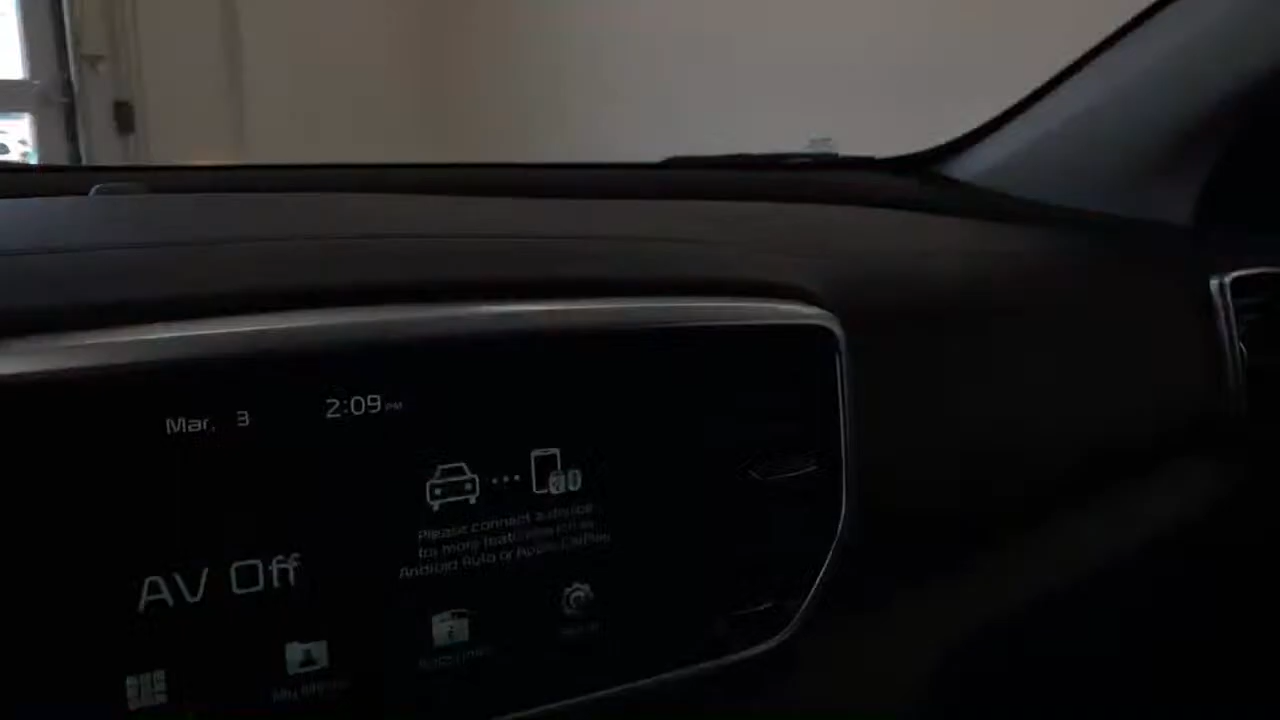 Mar. 3 2:09 PM
Please connect a device
for more features such as
Android Auto or Apple CarPlay
AV Off